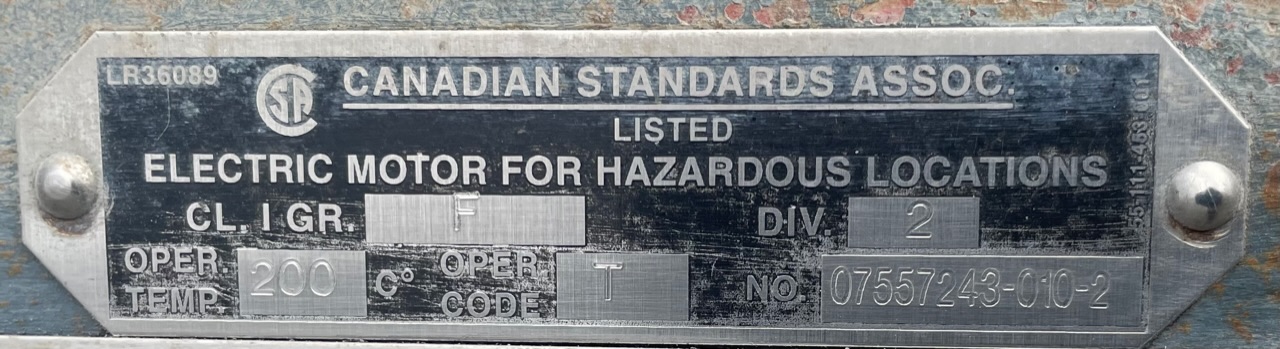 LR36089 CSA CANADIAN STANDARDS ASSOC.
LISTED
ELECTRIC MOTOR FOR HAZARDOUS LOCATIONS
CL. I GR. F DIV. 2
OPER. TEMP. 200 C° OPER. CODE T NO. 07557243-010-2